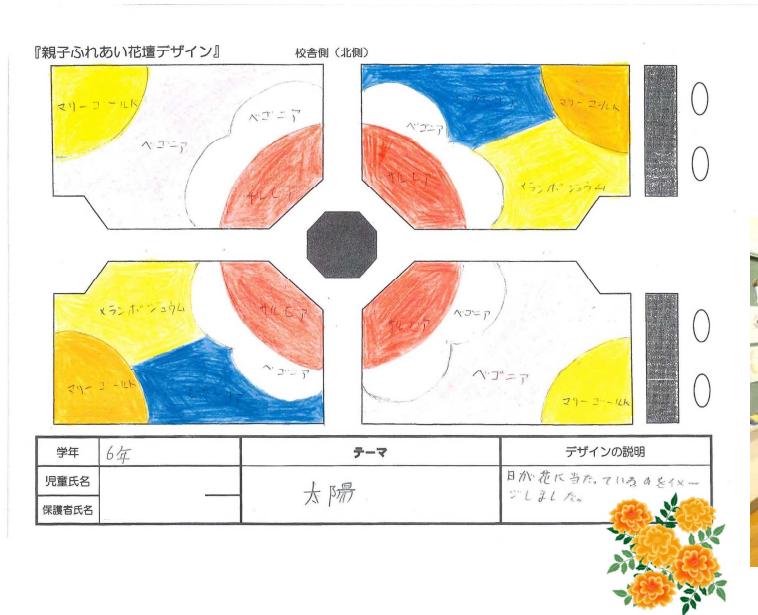 『親子ふれあい花壇デザイン』
校舎側（北側）
マリーゴールド
ベゴニア
ベゴニア
サルビア
ベゴニア
サルビア
マリーゴールド
メランポジュウム
メランポジュウム
サルビア
マリーゴールド
ベゴニア
サルビア
ベゴニア
ベゴニア
マリーゴールド
学年
6年
テーマ
デザインの説明
児童氏名
太陽
日が花に当たっているのをイメー
ジしました。
保護者氏名